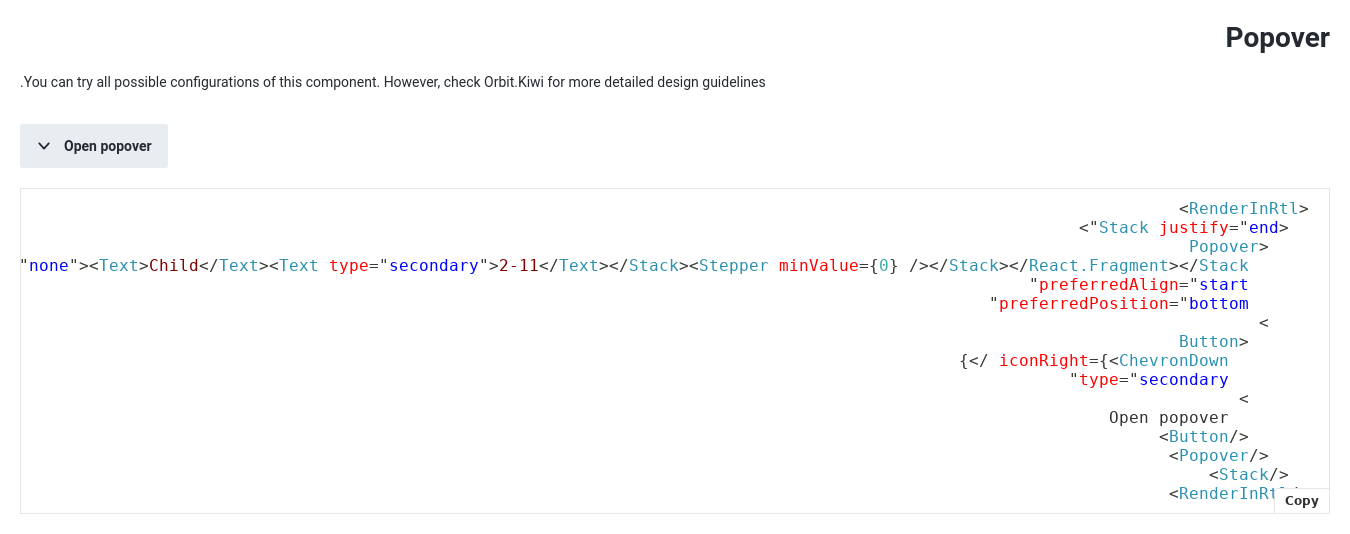 Popover
.You can try all possible configurations of this component. However, check Orbit.Kiwi for more detailed design guidelines
Open popover
<RenderInRtl>
<"Stack justify="end>
Popover>
"none"><Text>Child</Text><Text type="secondary">2-11</Text></Stack><Stepper minValue={0} /></Stack></React.Fragment></Stack
"preferredAlign="start
"preferredPosition="bottom
<
Button>
{</ iconRight={<ChevronDown
"type="secondary
<
Open popover
<Button/>
<Popover/>
<Stack/>
<RenderInRt
Copy